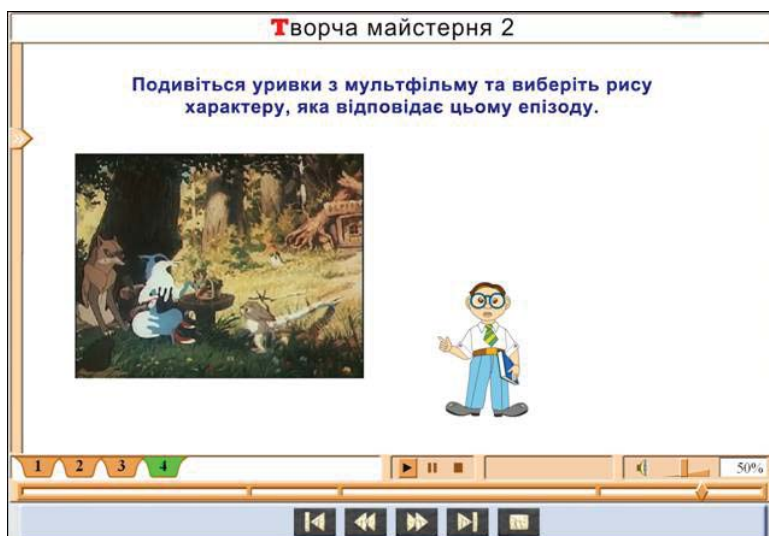 Творча майстерня 2
Подивіться уривки з мультфільму та виберіть рису
характеру, яка відповідає цьому епізоду.
1 2 3 4
50%